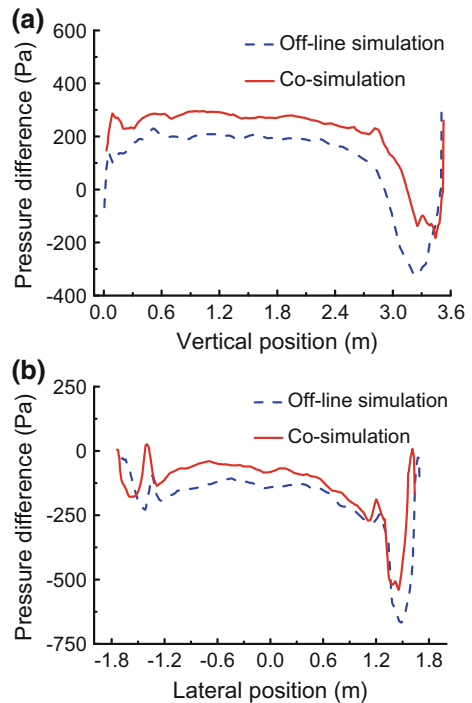 (a)
600
400
200
0
-200
-400
Pressure difference (Pa)
Off-line simulation
Co-simulation
0.0 0.6 1.2 1.8 2.4 3.0 3.6
Vertical position (m)
(b)
250
0
-250
-500
-750
Pressure difference (Pa)
Off-line simulation
Co-simulation
-1.8 -1.2 -0.6 0.0 0.6 1.2 1.8
Lateral position (m)